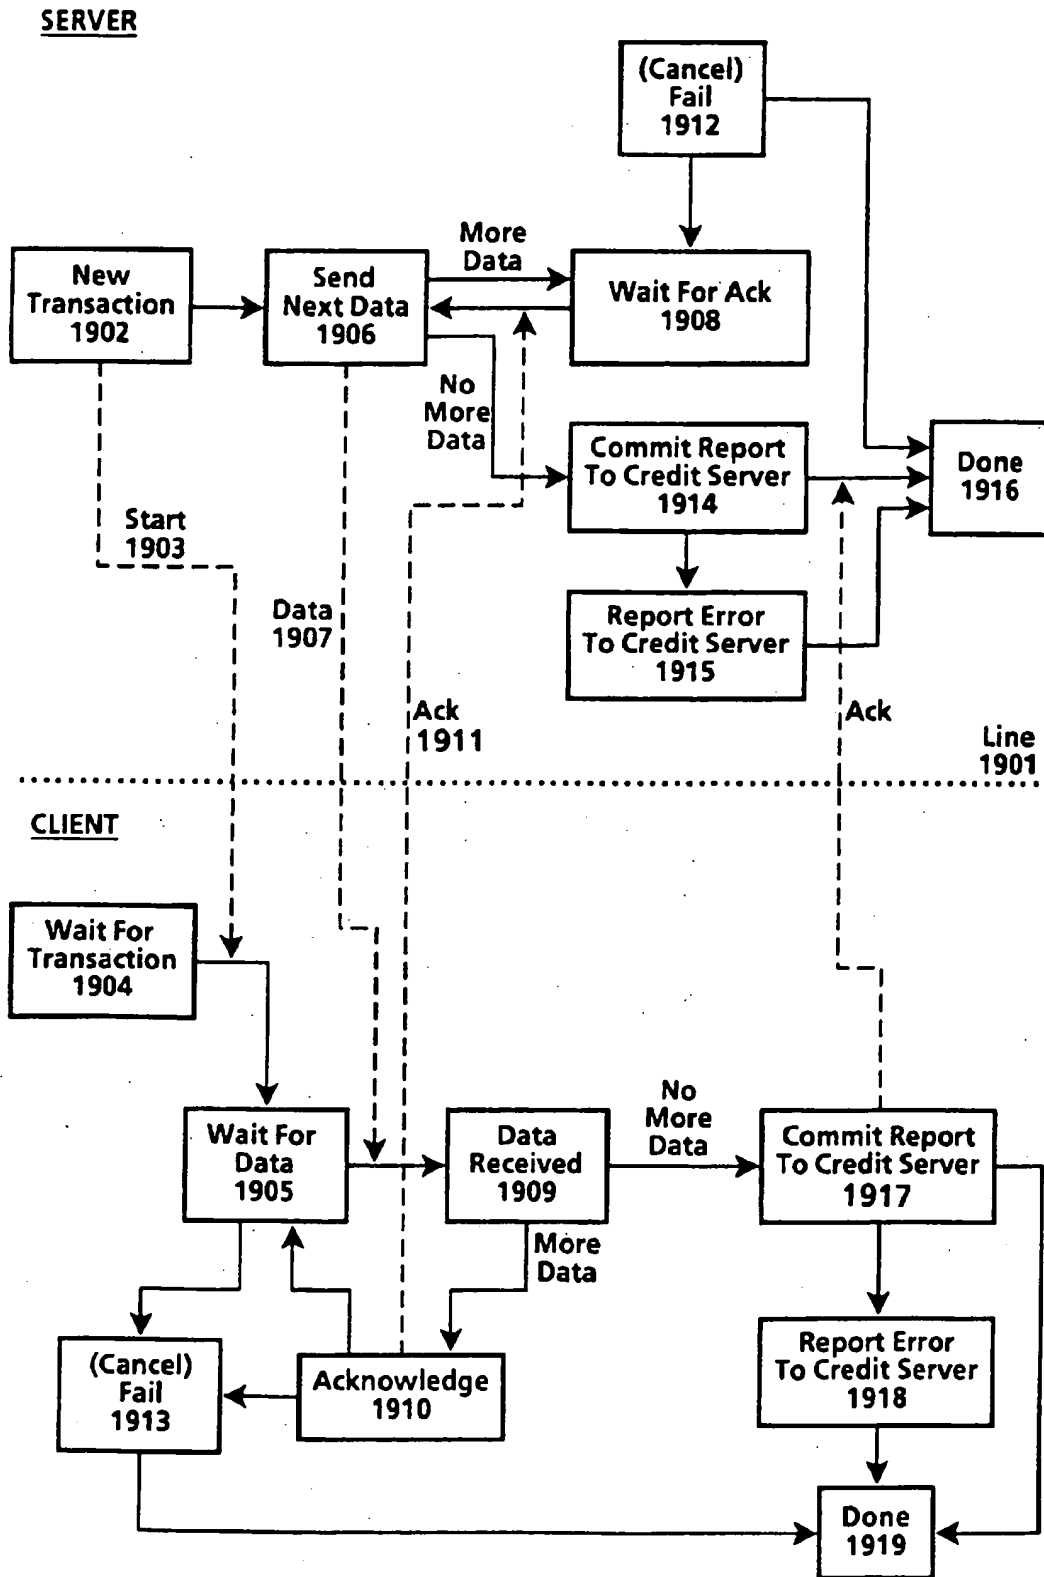 SERVER
(Cancel)
Fail
1912
New
Transaction
1902
Send
Next Data
1906
More
Data
Wait For Ack
1908
No
More
Data
Commit Report
To Credit Server
1914
Done
1916
Start
1903
Data
1907
Report Error
To Credit Server
1915
Ack
1911
Ack
Line
1901
CLIENT
Wait For
Transaction
1904
Wait For
Data
1905
Data
Received
1909
No
More
Data
Commit Report
To Credit Server
1917
More
Data
(Cancel)
Fail
1913
Acknowledge
1910
Report Error
To Credit Server
1918
Done
1919